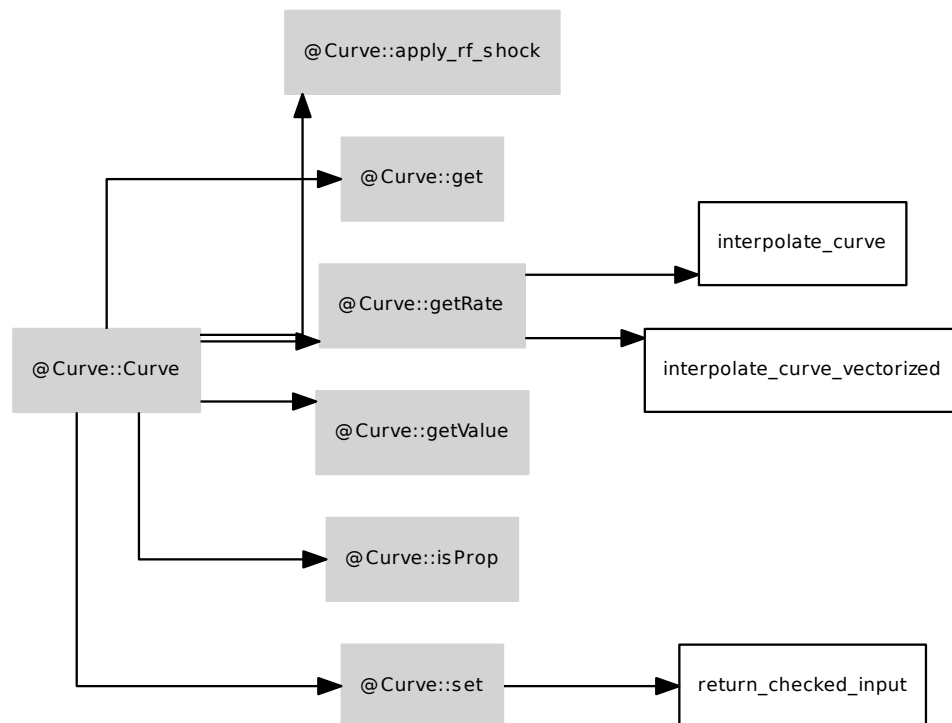 @Curve::apply_rf_shock
@Curve::get
interpolate_curve
@Curve::getRate
@Curve::Curve
interpolate_curve_vectorized
@Curve::getValue
@Curve::isProp
@Curve::set
return_checked_input